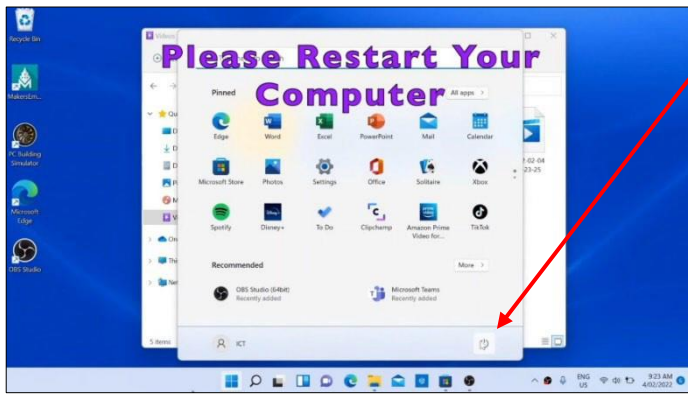 Recycle Bin
Videos
Please Restart Your
Computer
MakersEm...
Pinned
All apps >
Edge
Word
Excel
PowerPoint
Mail
Calendar
PC Building
Simulator
Microsoft Store
Photos
Settings
Office
Solitaire
Xbox
Microsoft
Edge
Spotify
Disney+
To Do
Clipchamp
Amazon Prime
Video for...
TikTok
OBS Studio
Recommended
More >
OBS Studio (64bit)
Recently added
Microsoft Teams
Recently added
5 items
ICT
ENG
US
9:23 AM
4/02/2022